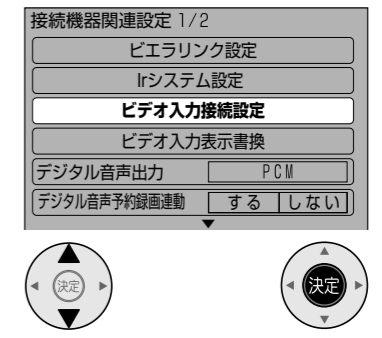 接続機器関連設定 1/2
ビエラリンク設定
Irシステム設定
ビデオ入力接続設定
ビデオ入力表示書換
デジタル音声出力 PCM
デジタル音声予約録画連動 する しない
決定 決定